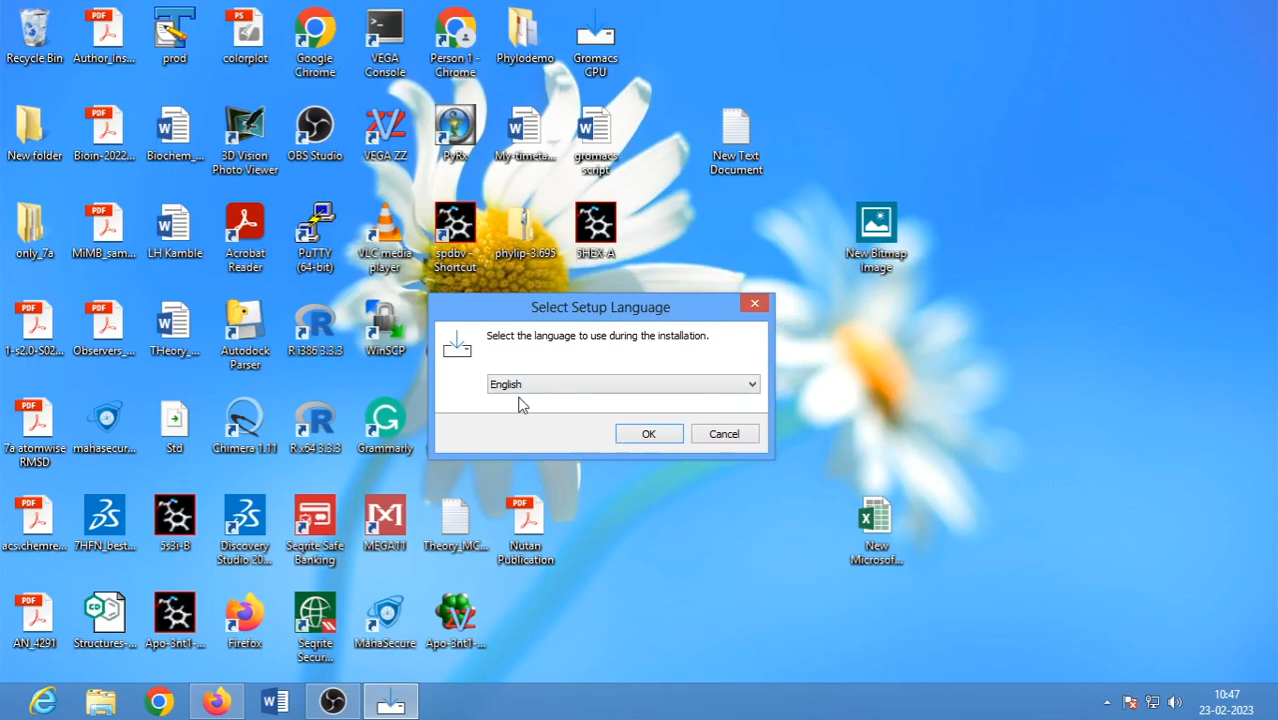 Recycle Bin
Author_Ins...
prod
colorplot
Google
Chrome
VEGA
Console
Person 1 -
Chrome
Phylodemo
Gromacs
CPU
New folder
Bioin-2022...
Biochem_...
3D Vision
Photo Viewer
OBS Studio
VEGA ZZ
PyRx
My-timeta...
gromacs
script
New Text
Document
only_7a
MiMB_sam...
LH Kamble
Acrobat
Reader
PuTTY
(64-bit)
VLC media
player
spdbv -
Shortcut
phylip-3.695
5HEX-A
New Bitmap
Image
Select Setup Language
Select the language to use during the installation.
English
OK
Cancel
1-s2.0-S02...
Observers_...
THeory_...
Autodock
Parser
R i386 3.3.3
WinSCP
7a atomwise
RMSD
mahasecur...
Std
Chimera 1.11
R x64 3.3.3
Grammarly
acs:chemre...
7HFN_best...
5s3i-B
Discovery
Studio 20...
Seqrite Safe
Banking
MEGA11
Theory_MC...
Nutan
Publication
New
Microsof...
AN_4291
Structures-...
Apo-3nt1-...
Firefox
Seqrite
Secur...
MahaSecure
Apo-3nt1-...
10:47
23-02-2023